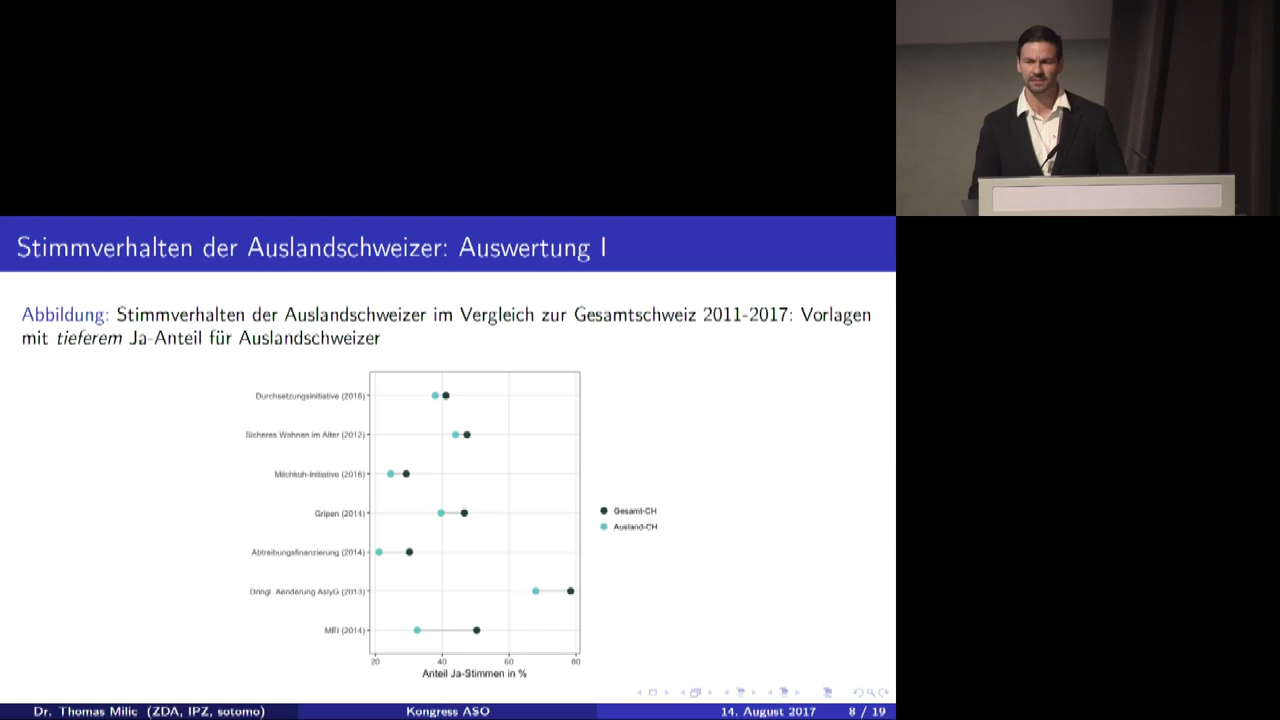 Stimmverhalten der Auslandschweizer: Auswertung I
Abbildung: Stimmverhalten der Auslandschweizer im Vergleich zur Gesamtschweiz 2011-2017: Vorlagen
mit tieferem Ja-Anteil für Auslandschweizer
Durchsetzungsinitiative (2016)
Sicheres Wohnen im Alter (2012)
Milchkuh-Initiative (2016)
Gripen (2014)
Abtreibungsfinanzierung (2014)
Dringl. Aenderung AsylG (2013)
MEI (2014)
20 40 60 80
Anteil Ja-Stimmen in %
Gesamt-CH
Ausland-CH
Dr. Thomas Milic (ZDA, IPZ, sotomo) Kongress ASO 14. August 2017 8 / 19